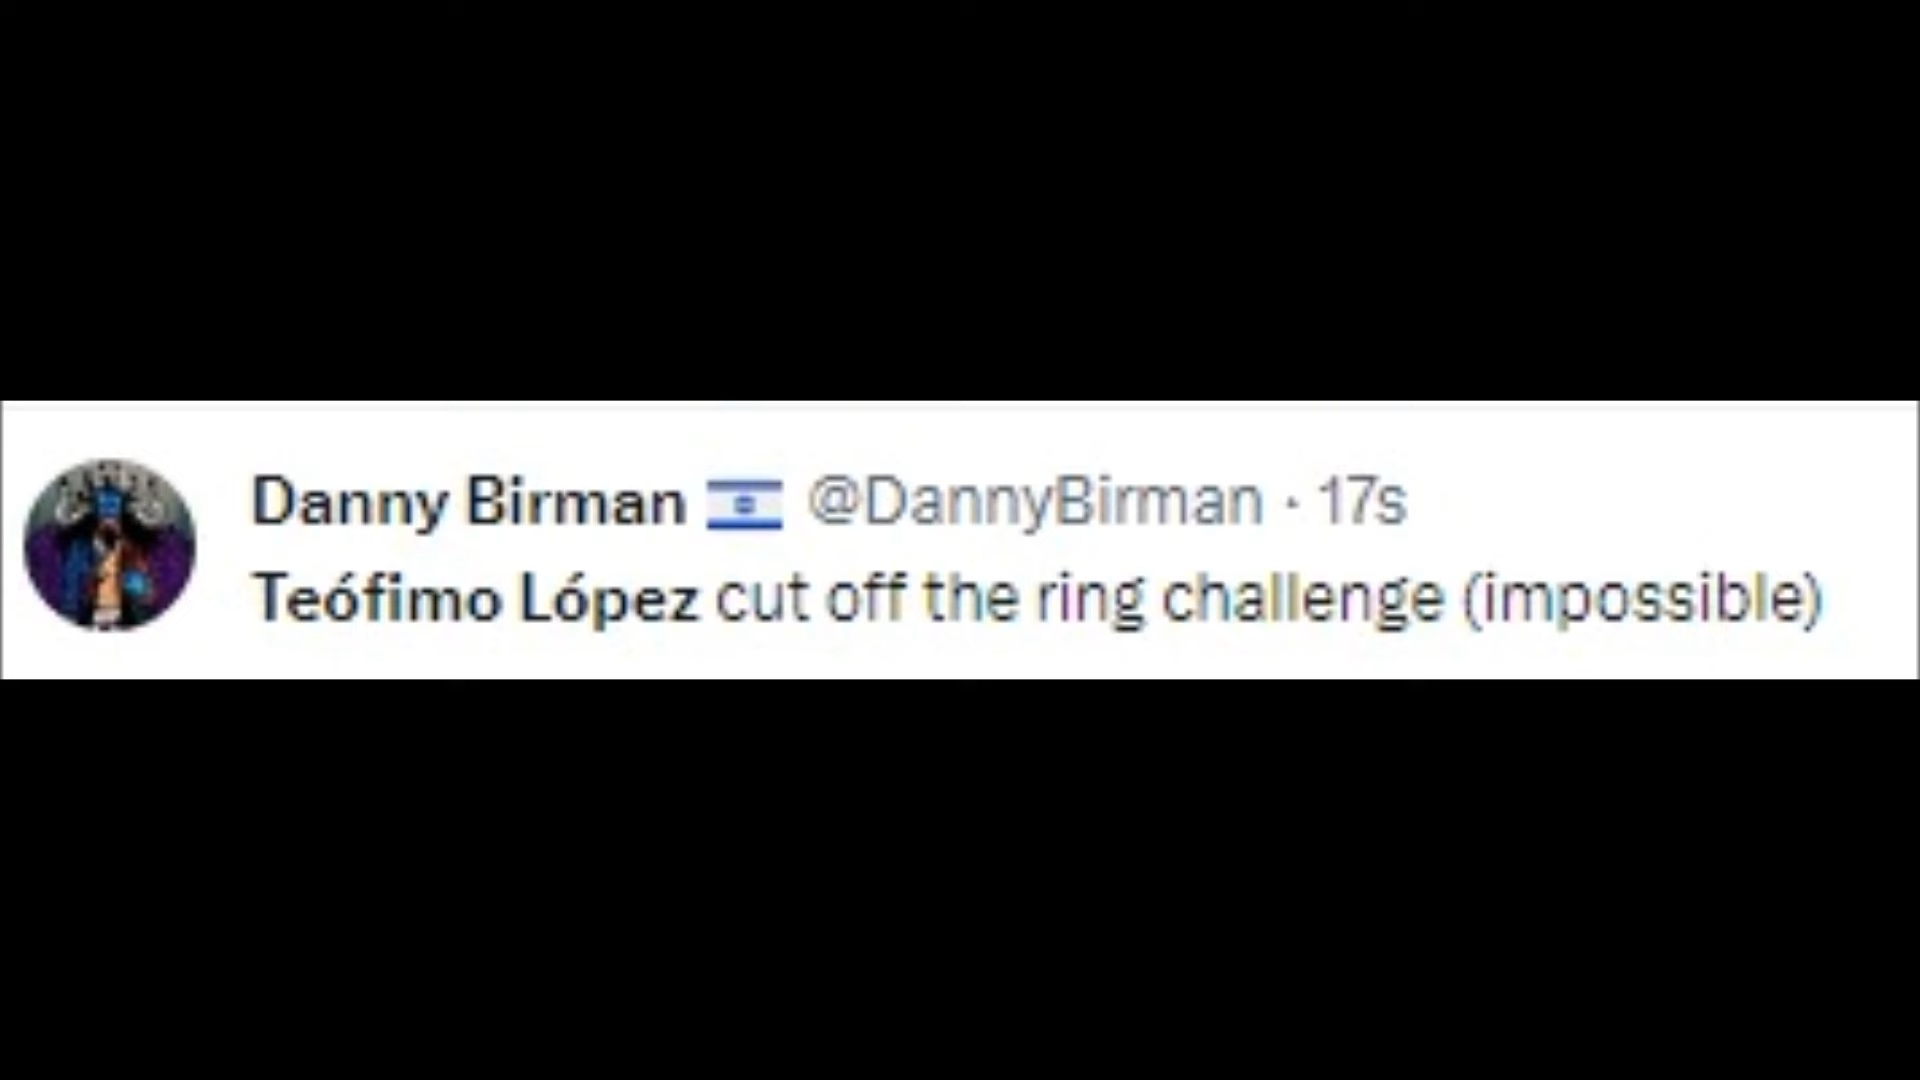 Danny Birman 🇮🇱 @DannyBirman · 17s
Teófimo López cut off the ring challenge (impossible)